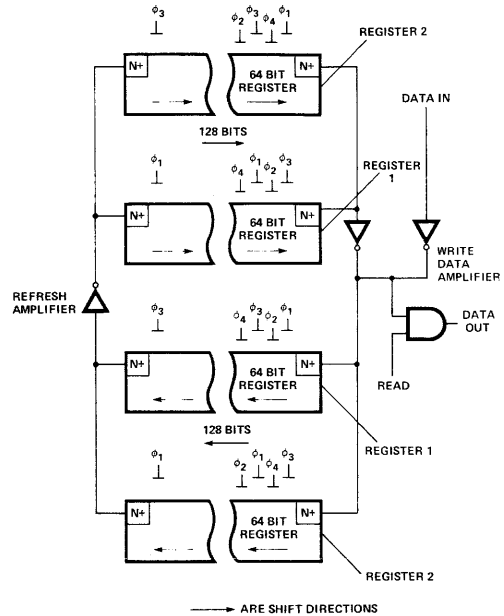 ϕ3 ϕ2 ϕ3 ϕ4 ϕ1
N+ 64 BIT REGISTER N+
REGISTER 2
DATA IN
128 BITS
ϕ1 ϕ4 ϕ1 ϕ2 ϕ3
N+ 64 BIT REGISTER N+
REGISTER 1
WRITE DATA AMPLIFIER
REFRESH AMPLIFIER
DATA OUT
READ
ϕ3 ϕ4 ϕ3 ϕ2 ϕ1
N+ 64 BIT REGISTER N+
REGISTER 1
128 BITS
ϕ1 ϕ2 ϕ1 ϕ4 ϕ3
N+ 64 BIT REGISTER N+
REGISTER 2
ARE SHIFT DIRECTIONS